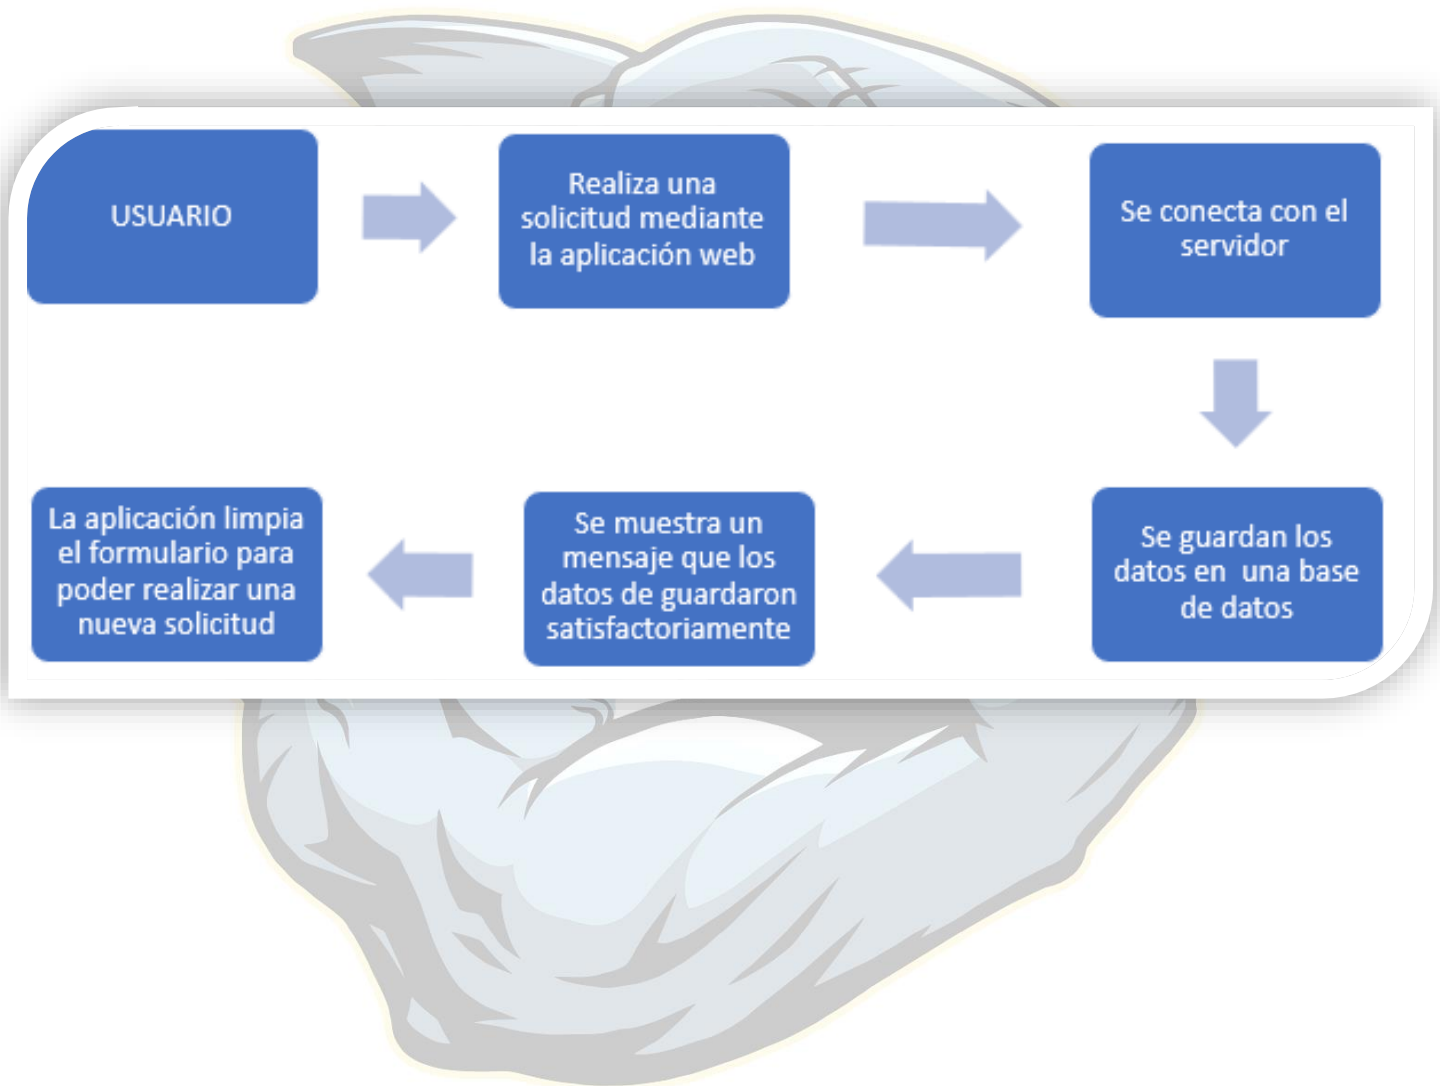 USUARIO
Realiza una
solicitud mediante
la aplicación web
Se conecta con el
servidor
Se guardan los
datos en  una base
de datos
Se muestra un
mensaje que los
datos de guardaron
satisfactoriamente
La aplicación limpia
el formulario para
poder realizar una
nueva solicitud